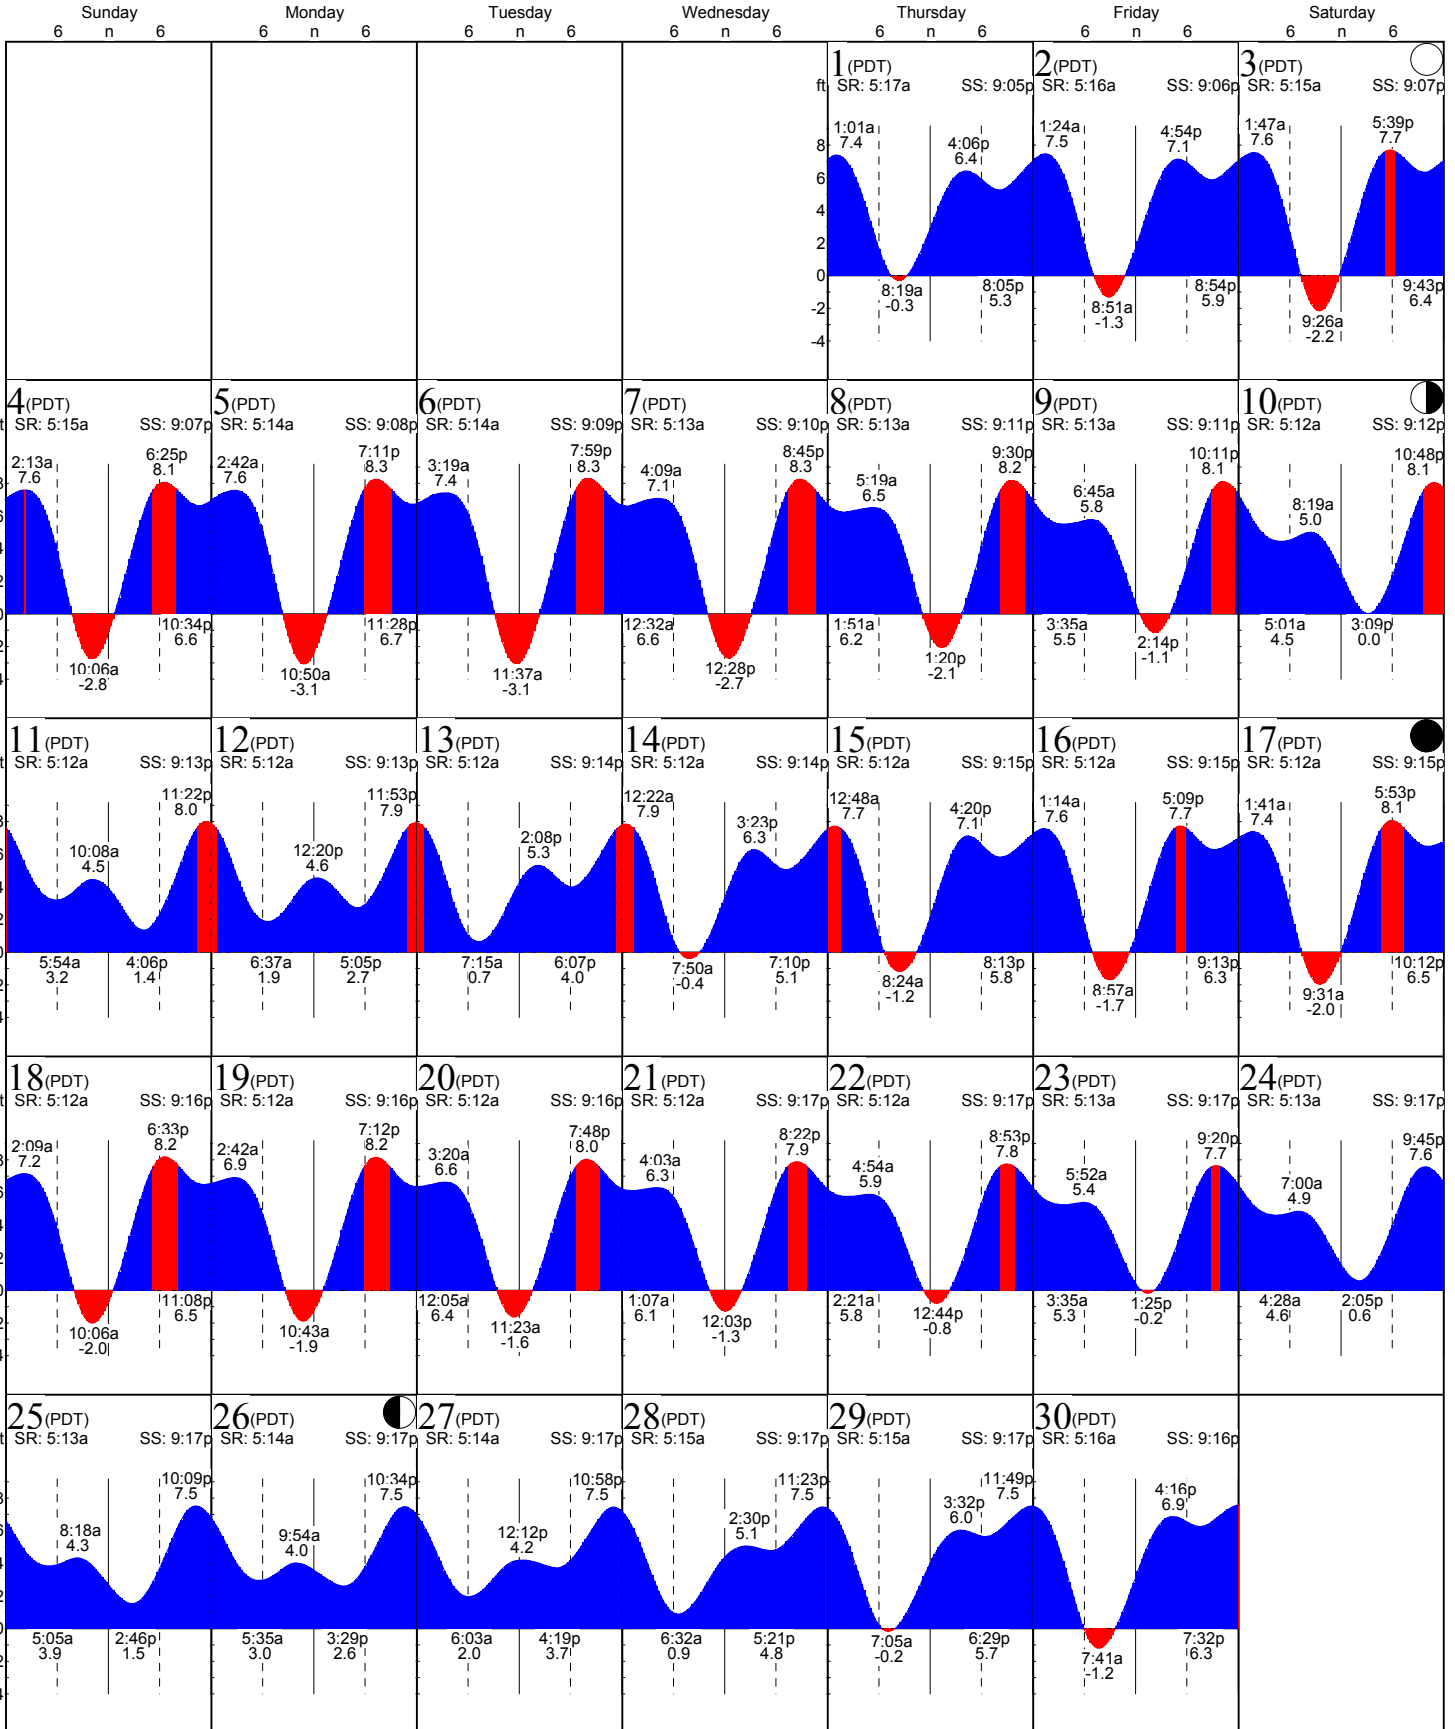 Sunday Monday Tuesday Wednesday Thursday Friday Saturday
6 n 6 6 n 6 6 n 6 6 n 6 6 n 6 6 n 6 6 n 6
1(PDT) 2(PDT) 3(PDT)
ft SR: 5:17a SS: 9:05p SR: 5:16a SS: 9:06p SR: 5:15a SS: 9:07p
1:01a 4:06p 1:24a 4:54p 1:47a 5:39p
7.4 6.4 7.5 7.1 7.6 7.7
8
6
4
2
0
-2
-4
8:19a 8:05p 8:51a 8:54p 9:26a 9:43p
-0.3 5.3 -1.3 5.9 -2.2 6.4
4(PDT) 5(PDT) 6(PDT) 7(PDT) 8(PDT) 9(PDT) 10(PDT)
SR: 5:15a SS: 9:07p SR: 5:14a SS: 9:08p SR: 5:14a SS: 9:09p SR: 5:13a SS: 9:10p SR: 5:13a SS: 9:11p SR: 5:13a SS: 9:11p SR: 5:12a SS: 9:12p
2:13a 6:25p 2:42a 7:11p 3:19a 7:59p 4:09a 8:45p 5:19a 9:30p 6:45a 10:11p 8:19a 10:48p
7.6 8.1 7.6 8.3 7.4 8.3 7.1 8.3 6.5 8.2 5.8 8.1 5.0 8.1
10:06a 10:34p 10:50a 11:28p 11:37a 12:32a 12:28p 1:51a 1:20p 3:35a 2:14p 5:01a 3:09p
-2.8 6.6 -3.1 6.7 -3.1 6.6 -2.7 6.2 -2.1 5.5 -1.1 4.5 0.0
11(PDT) 12(PDT) 13(PDT) 14(PDT) 15(PDT) 16(PDT) 17(PDT)
SR: 5:12a SS: 9:13p SR: 5:12a SS: 9:13p SR: 5:12a SS: 9:14p SR: 5:12a SS: 9:14p SR: 5:12a SS: 9:15p SR: 5:12a SS: 9:15p SR: 5:12a SS: 9:15p
10:08a 11:22p 12:20p 11:53p 2:08p 12:22a 3:23p 12:48a 4:20p 1:14a 5:09p 1:41a 5:53p
4.5 8.0 4.6 7.9 5.3 7.9 6.3 7.7 7.1 7.6 7.7 7.4 8.1
5:54a 4:06p 6:37a 5:05p 7:15a 6:07p 7:50a 7:10p 8:24a 8:13p 8:57a 9:13p 9:31a 10:12p
3.2 1.4 1.9 2.7 0.7 4.0 -0.4 5.1 -1.2 5.8 -1.7 6.3 -2.0 6.5
18(PDT) 19(PDT) 20(PDT) 21(PDT) 22(PDT) 23(PDT) 24(PDT)
SR: 5:12a SS: 9:16p SR: 5:12a SS: 9:16p SR: 5:12a SS: 9:16p SR: 5:12a SS: 9:17p SR: 5:12a SS: 9:17p SR: 5:13a SS: 9:17p SR: 5:13a SS: 9:17p
2:09a 6:33p 2:42a 7:12p 3:20a 7:48p 4:03a 8:22p 4:54a 8:53p 5:52a 9:20p 7:00a 9:45p
7.2 8.2 6.9 8.2 6.6 8.0 6.3 7.9 5.9 7.8 5.4 7.7 4.9 7.6
10:06a 11:08p 10:43a 12:05a 11:23a 1:07a 12:03p 2:21a 12:44p 3:35a 1:25p 4:28a 2:05p
-2.0 6.5 -1.9 6.4 -1.6 6.1 -1.3 5.8 -0.8 5.3 -0.2 4.6 0.6
25(PDT) 26(PDT) 27(PDT) 28(PDT) 29(PDT) 30(PDT)
SR: 5:13a SS: 9:17p SR: 5:14a SS: 9:17p SR: 5:14a SS: 9:17p SR: 5:15a SS: 9:17p SR: 5:15a SS: 9:17p SR: 5:16a SS: 9:16p
8:18a 10:09p 9:54a 10:34p 12:12p 10:58p 2:30p 11:23p 3:32p 11:49p 4:16p
4.3 7.5 4.0 7.5 4.2 7.5 5.1 7.5 6.0 7.5 6.9
5:05a 2:46p 5:35a 3:29p 6:03a 4:19p 6:32a 5:21p 7:05a 6:29p 7:41a 7:32p
3.9 1.5 3.0 2.6 2.0 3.7 0.9 4.8 -0.2 5.7 -1.2 6.3